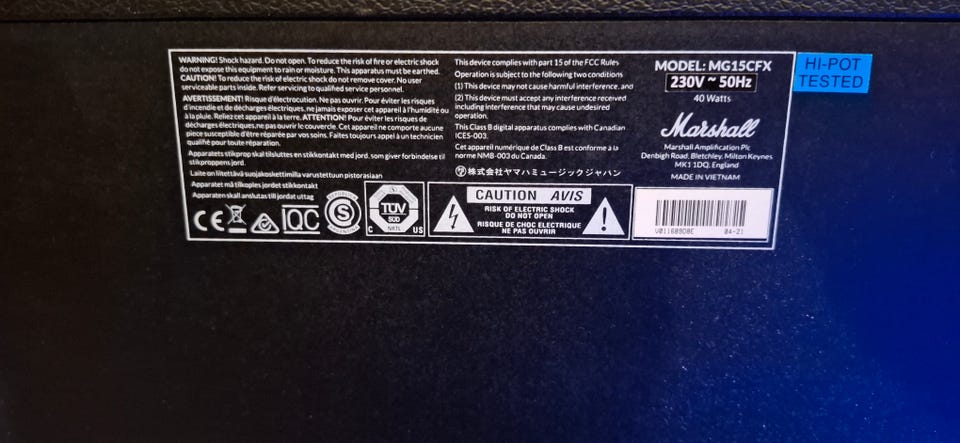 WARNING! Shock hazard. Do not open. To reduce the risk of fire or electric shock
do not expose this equipment to rain or moisture. This apparatus must be earthed.
CAUTION! To reduce the risk of electric shock do not remove cover. No user
serviceable parts inside. Refer servicing to qualified service personnel.
AVERTISSEMENT! Risque d'électrocution. Ne pas ouvrir. Pour éviter les risques
d'incendie et de décharges électriques, ne jamais exposer cet appareil à l'humidité ou
à la pluie. Reliez cet appareil à la terre. ATTENTION! Pour éviter les risques de
décharges électriques, ne pas ouvrir le couvercle. Cet appareil ne comporte aucune
pièce susceptible d'être réparée par vos soins. Faites toujours appel à un technicien
qualifié pour toute réparation.
Apparatets stikprop skal tilsluttes en stikkontakt med jord, som giver forbindelse til
stikproppens jord.
Laite on liitettävä suojakoskettimilla varustettuun pistorasiaan
Apparatet må tilkoples jordet stikkontakt
Apparaten skall anslutas till jordat uttag
CE
IQC
S
TÜV
SÜD
NRTL
C US
This device complies with part 15 of the FCC Rules
Operation is subject to the following two conditions
(1) This device may not cause harmful interference, and
(2) This device must accept any interference received
including interference that may cause undesired
operation.
This Class B digital apparatus complies with Canadian
ICES-003.
Cet appareil numérique de Class B est conforme à la
norme NMB-003 du Canada.
株式会社ヤマハミュージックジャパン
CAUTION AVIS
RISK OF ELECTRIC SHOCK
DO NOT OPEN
RISQUE DE CHOC ELECTRIQUE
NE PAS OUVRIR
MODEL: MG15CFX
230V ~ 50Hz
40 Watts
Marshall
Marshall Amplification Plc
Denbigh Road, Bletchley, Milton Keynes
MK1 1DQ, England
MADE IN VIETNAM
04-21
HI-POT
TESTED